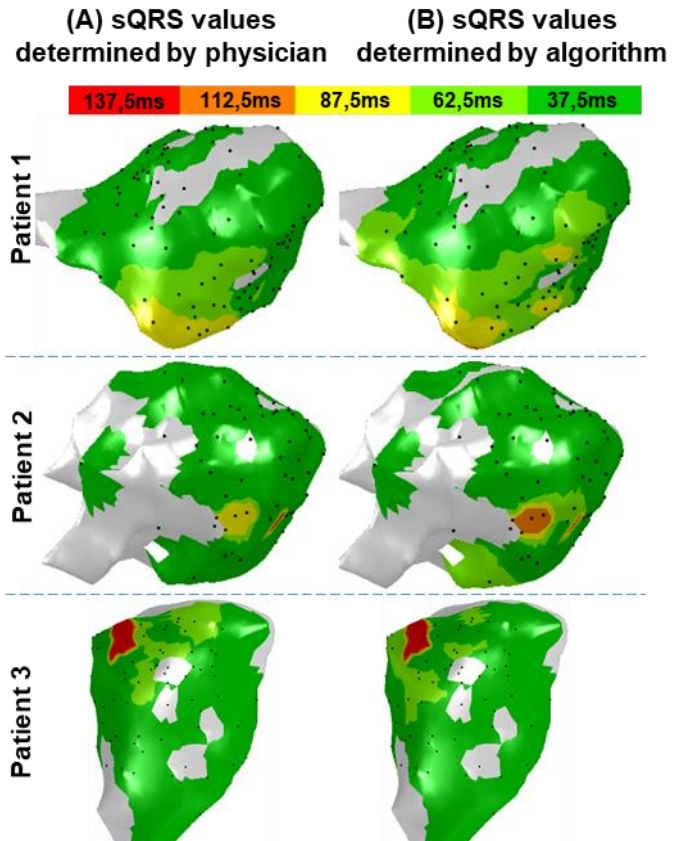 (A) sQRS values
determined by physician
(B) sQRS values
determined by algorithm
137,5ms 112,5ms 87,5ms 62,5ms 37,5ms
Patient 1
Patient 2
Patient 3